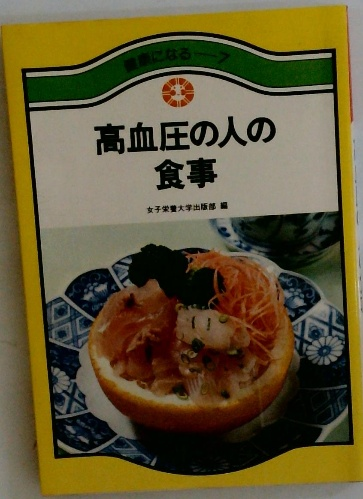 健康になる——7
高血圧の人の
食事
女子栄養大学出版部 編